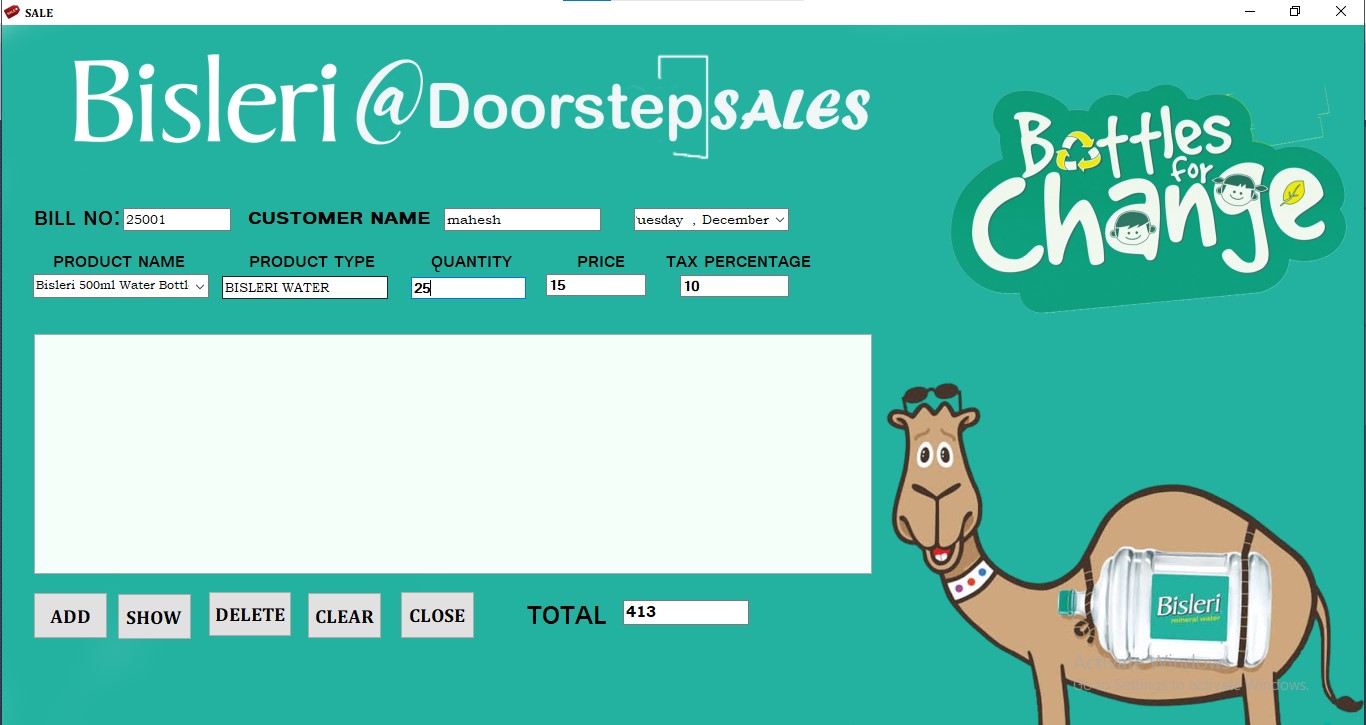 SALE
Bisleri @Doorstep SALES
Bottles
for
Change
BILL NO: 25001 CUSTOMER NAME mahesh uesday , December
PRODUCT NAME PRODUCT TYPE QUANTITY PRICE TAX PERCENTAGE
Bisleri 500ml Water Bottl BISLERI WATER 25 15 10
ADD SHOW DELETE CLEAR CLOSE TOTAL 413
Bisleri
mineral water
Activate Windows
Go to Settings to activate Windows.